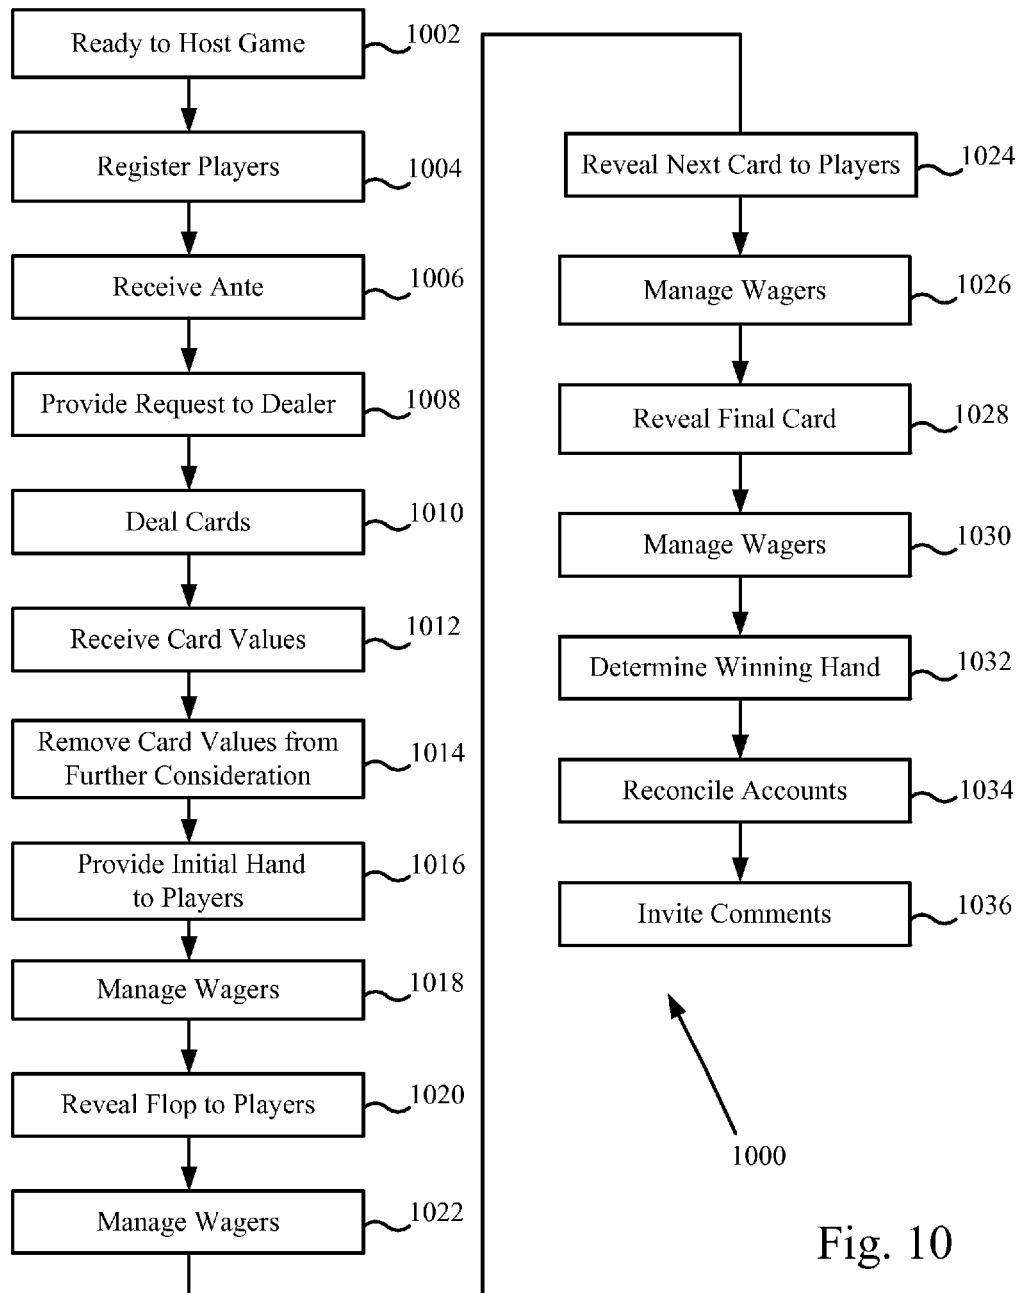 Ready to Host Game
1002
Register Players
1004
Receive Ante
1006
Provide Request to Dealer
1008
Deal Cards
1010
Receive Card Values
1012
Remove Card Values from
Further Consideration
1014
Provide Initial Hand
to Players
1016
Manage Wagers
1018
Reveal Flop to Players
1020
Manage Wagers
1022
Reveal Next Card to Players
1024
Manage Wagers
1026
Reveal Final Card
1028
Manage Wagers
1030
Determine Winning Hand
1032
Reconcile Accounts
1034
Invite Comments
1036
1000
Fig. 10